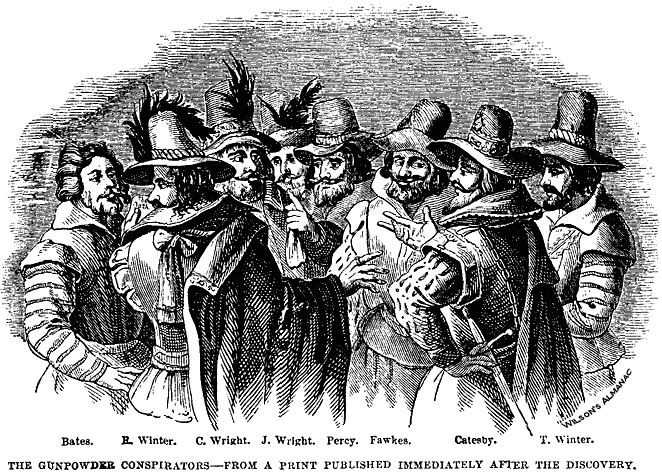 WILSON'S ALMANAC
Bates. R. Winter. C. Wright. J. Wright. Percy. Fawkes. Catesby. T. Winter.
THE GUNPOWDER CONSPIRATORS—FROM A PRINT PUBLISHED IMMEDIATELY AFTER THE DISCOVERY.